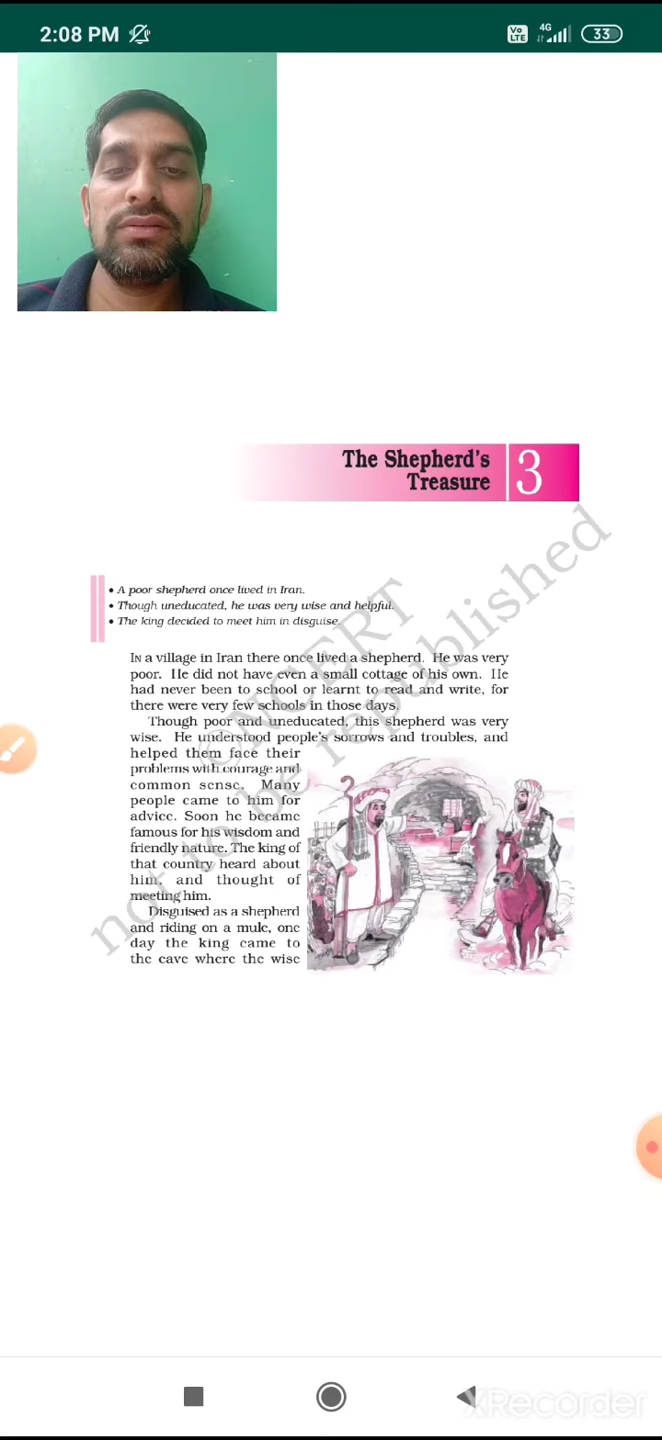 2:08 PM
Vo LTE 4G 33
The Shepherd's
Treasure
3
• A poor shepherd once lived in Iran.
• Though uneducated, he was very wise and helpful.
• The king decided to meet him in disguise.
IN a village in Iran there once lived a shepherd. He was very
poor. He did not have even a small cottage of his own. He
had never been to school or learnt to read and write, for
there were very few schools in those days.
Though poor and uneducated, this shepherd was very
wise. He understood people's sorrows and troubles, and
helped them face their
problems with courage and
common sense. Many
people came to him for
advice. Soon he became
famous for his wisdom and
friendly nature. The king of
that country heard about
him, and thought of
meeting him.
Disguised as a shepherd
and riding on a mule, one
day the king came to
the cave where the wise
©NCERT
not to be republished
XRecorder